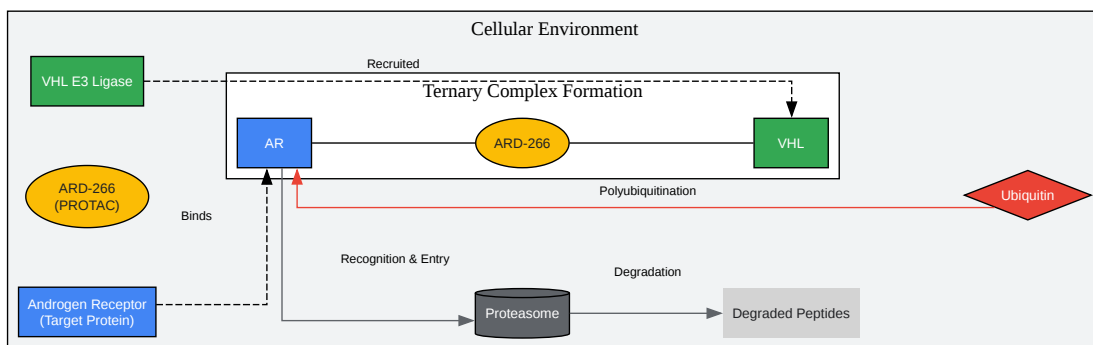 Cellular Environment
VHL E3 Ligase
Recruited
Ternary Complex Formation
AR
ARD-266
VHL
ARD-266
(PROTAC)
Binds
Polyubiquitination
Ubiquitin
Recognition & Entry
Degradation
Androgen Receptor
(Target Protein)
Proteasome
Degraded Peptides